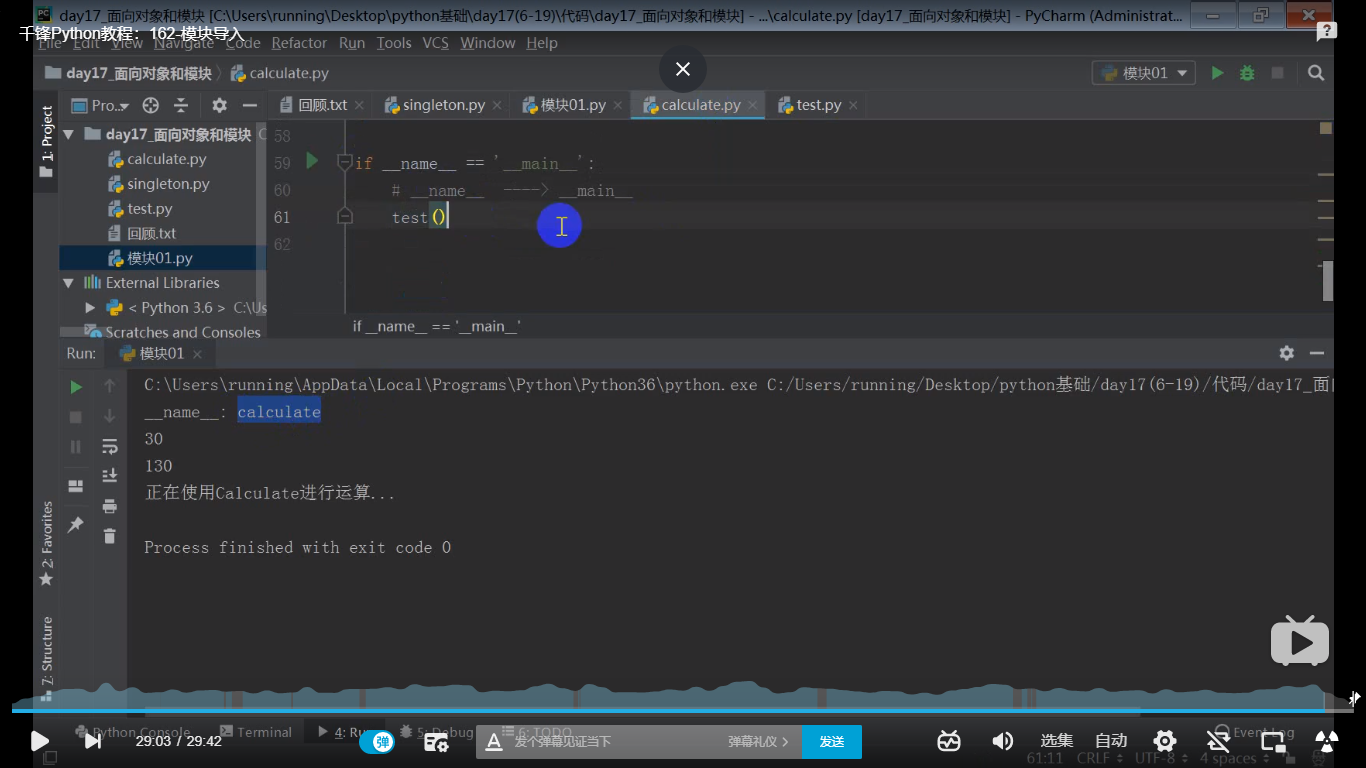 day17_面向对象和模块 [C:\Users\running\Desktop\python基础\day17(6-19)\代码\day17_面向对象和模块] - ...\calculate.py [day17_面向对象和模块] - PyCharm (Administrat...
千锋Python教程：162-模块导入
File Edit View Navigate Code Refactor Run Tools VCS Window Help
day17_面向对象和模块 calculate.py 模块01
1: Project
Pro...
回顾.txt singleton.py 模块01.py calculate.py test.py
day17_面向对象和模块 C
calculate.py
singleton.py
test.py
回顾.txt
模块01.py
External Libraries
< Python 3.6 > C:\Us
Scratches and Consoles
58
59 if __name__ == '__main__':
60 # __name__ ----> __main__
61 test()
62
if __name__ == '__main__'
Run: 模块01
C:\Users\running\AppData\Local\Programs\Python\Python36\python.exe C:/Users/running/Desktop/python基础/day17(6-19)/代码/day17_面
__name__: calculate
30
130
正在使用Calculate进行运算...
Process finished with exit code 0
2: Favorites
7: Structure
Python Console Terminal 4: Ru 5: Debug 6: TODO Event Log
29:03 / 29:42
弹
发个弹幕见证当下
弹幕礼仪 >
发送
选集
自动
61:11 CRLF UTF-8 4 spaces